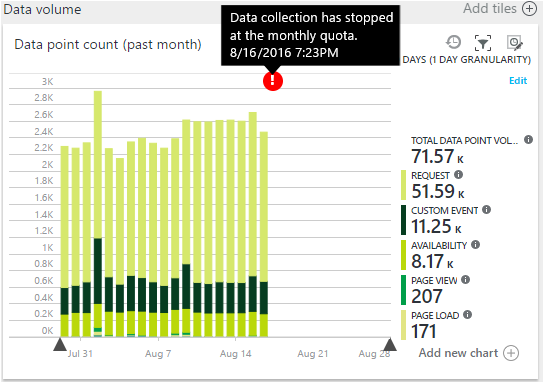 Data volume
Add tiles
Data collection has stopped
at the monthly quota.
8/16/2016 7:23PM
Data point count (past month)
DAYS (1 DAY GRANULARITY)
Edit
3K
2.8K
2.6K
2.4K
2.2K
2K
1.8K
1.6K
1.4K
1.2K
1K
0.8K
0.6K
0.4K
0.2K
0K
Jul 31
Aug 7
Aug 14
Aug 21
Aug 28
TOTAL DATA POINT VOL...
71.57 K
REQUEST
51.59 K
CUSTOM EVENT
11.25 K
AVAILABILITY
8.17 K
PAGE VIEW
207
PAGE LOAD
171
Add new chart